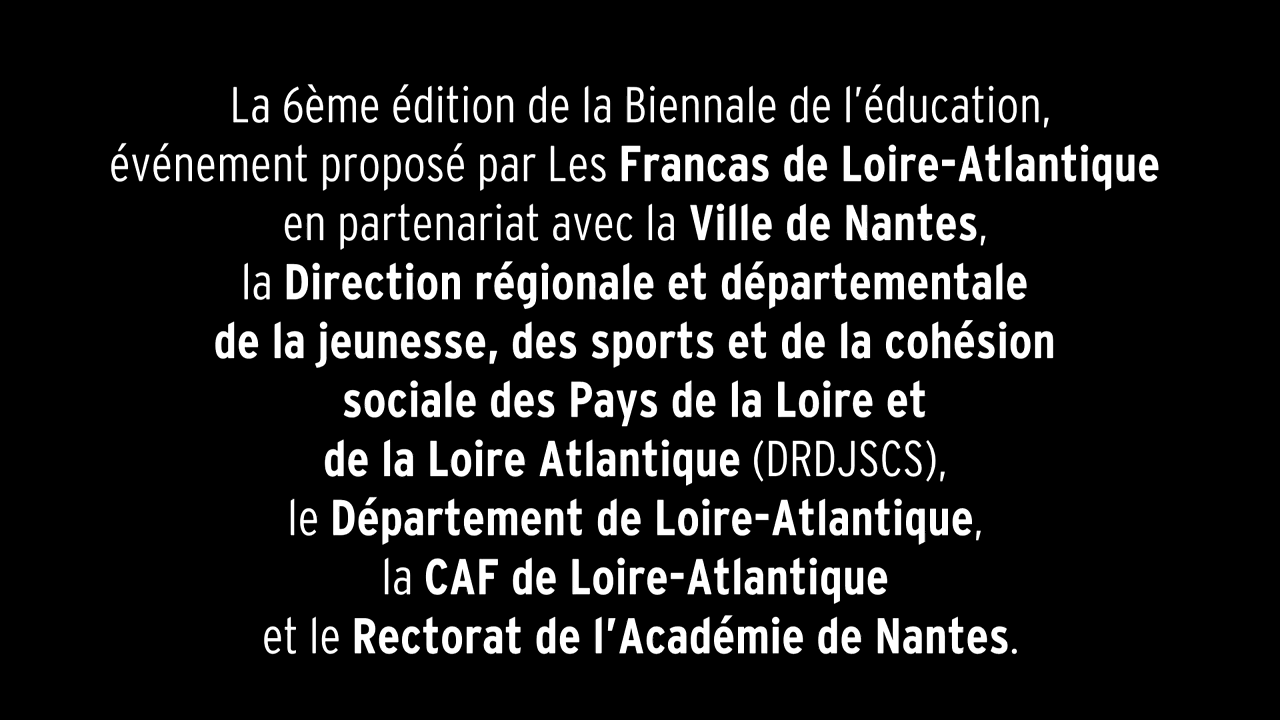 La 6ème édition de la Biennale de l'éducation,
événement proposé par Les Francas de Loire-Atlantique
en partenariat avec la Ville de Nantes,
la Direction régionale et départementale
de la jeunesse, des sports et de la cohésion
sociale des Pays de la Loire et
de la Loire Atlantique (DRDJSCS),
le Département de Loire-Atlantique,
la CAF de Loire-Atlantique
et le Rectorat de l'Académie de Nantes.